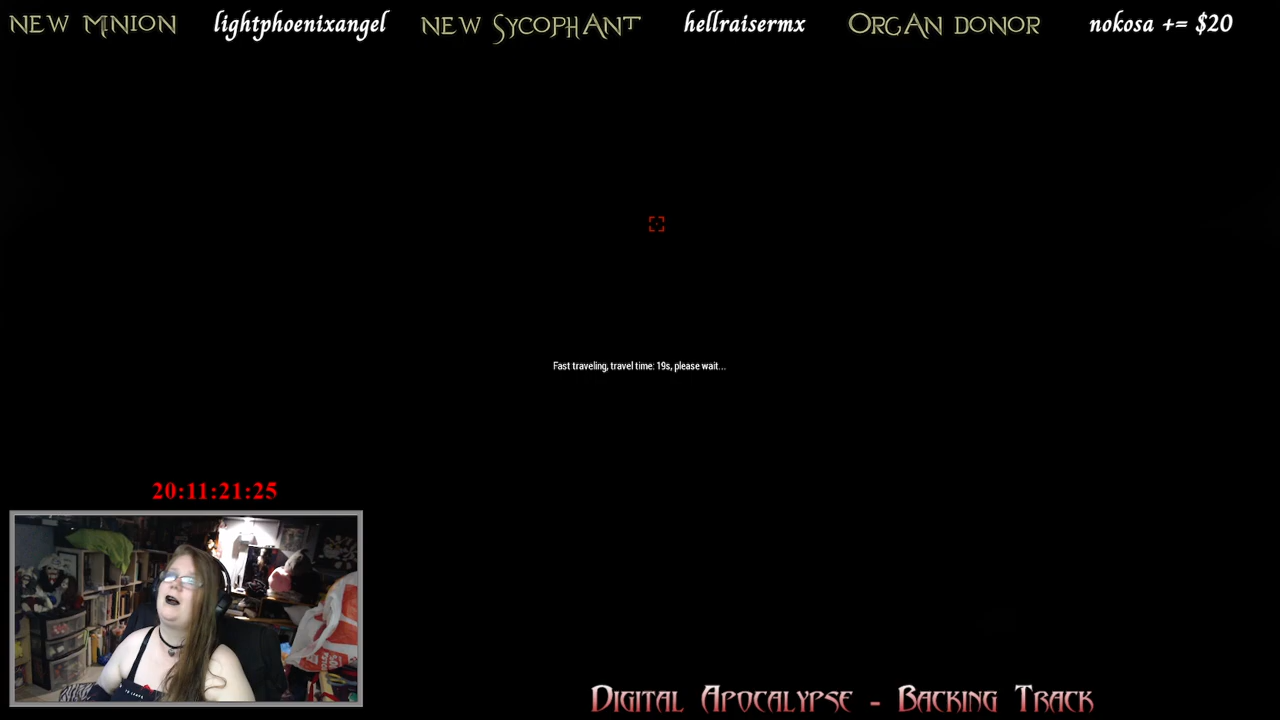 NEW MINION lightphoenixangel NEW SYCOPHANT hellraisermx ORGAN DONOR nokosa += $20
Fast traveling, travel time: 19s, please wait...
20:11:21:25
DIGITAL APOCALYPSE - BACKING TRACK